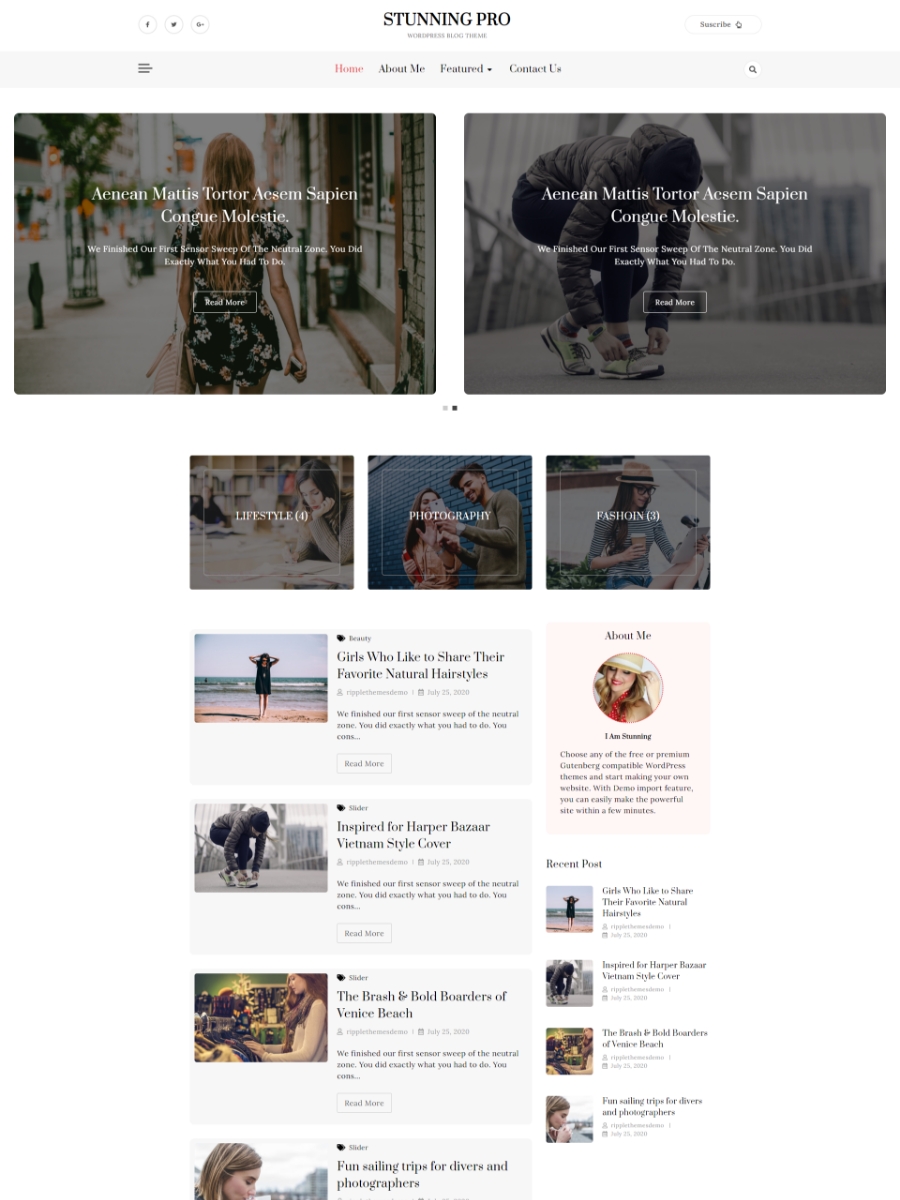 STUNNING PRO
WORDPRESS BLOG THEME
Suscribe
Home About Me Featured Contact Us
Aenean Mattis Tortor Aesem Sapien
Congue Molestie.
We Finished Our First Sensor Sweep Of The Neutral Zone. You Did
Exactly What You Had To Do.
Read More
Aenean Mattis Tortor Aesem Sapien
Congue Molestie.
We Finished Our First Sensor Sweep Of The Neutral Zone. You Did
Exactly What You Had To Do.
Read More
LIFESTYLE (4)
PHOTOGRAPHY
FASHOIN (3)
Beauty
Girls Who Like to Share Their
Favorite Natural Hairstyles
ripplethemesdemo | July 25, 2020
We finished our first sensor sweep of the neutral
zone. You did exactly what you had to do. You
cons...
Read More
Slider
Inspired for Harper Bazaar
Vietnam Style Cover
ripplethemesdemo | July 25, 2020
We finished our first sensor sweep of the neutral
zone. You did exactly what you had to do. You
cons...
Read More
Slider
The Brash & Bold Boarders of
Venice Beach
ripplethemesdemo | July 25, 2020
We finished our first sensor sweep of the neutral
zone. You did exactly what you had to do. You
cons...
Read More
Slider
Fun sailing trips for divers and
photographers
About Me
I Am Stunning
Choose any of the free or premium
Gutenberg compatible WordPress
themes and start making your own
website. With Demo import feature,
you can easily make the powerful
site within a few minutes.
Recent Post
Girls Who Like to Share
Their Favorite Natural
Hairstyles
ripplethemesdemo |
July 25, 2020
Inspired for Harper Bazaar
Vietnam Style Cover
ripplethemesdemo |
July 25, 2020
The Brash & Bold Boarders
of Venice Beach
ripplethemesdemo |
July 25, 2020
Fun sailing trips for divers
and photographers
ripplethemesdemo |
July 25, 2020